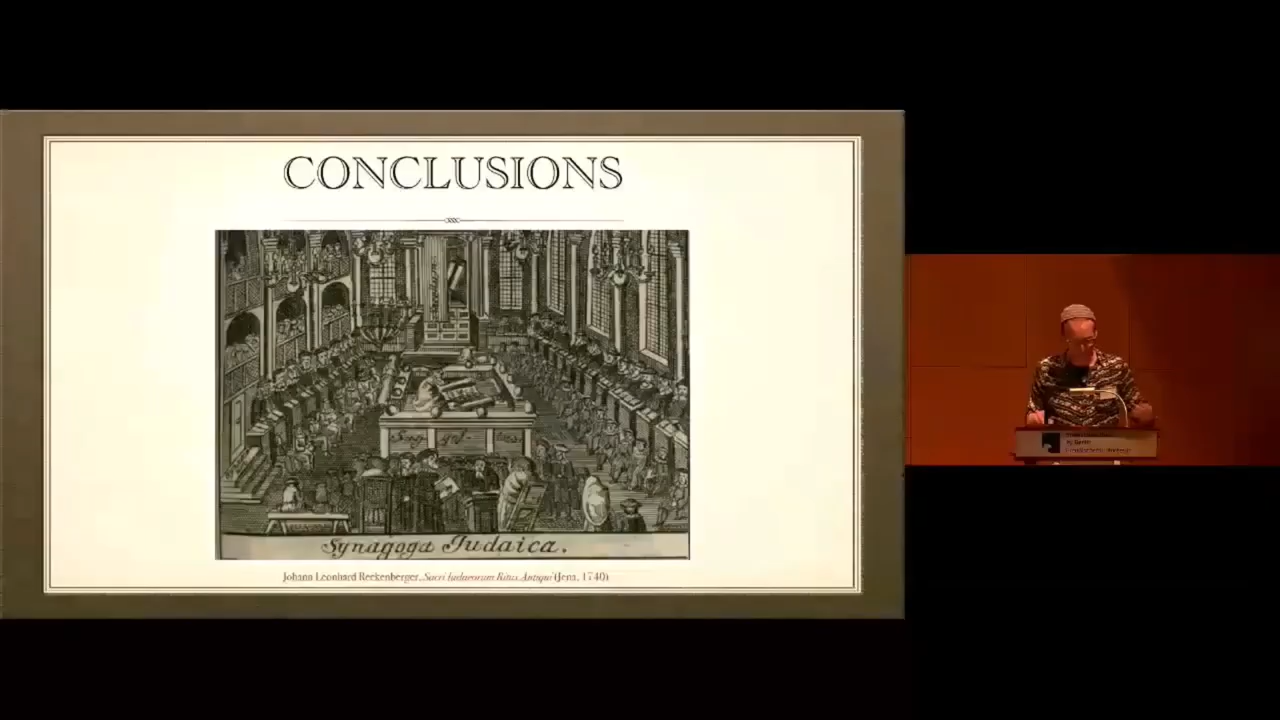 CONCLUSIONS
Synagoga Judaica.
Johann Leonhard Reckenberger, Sacri Iudaeorum Ritus Antiqui (Jena, 1740)